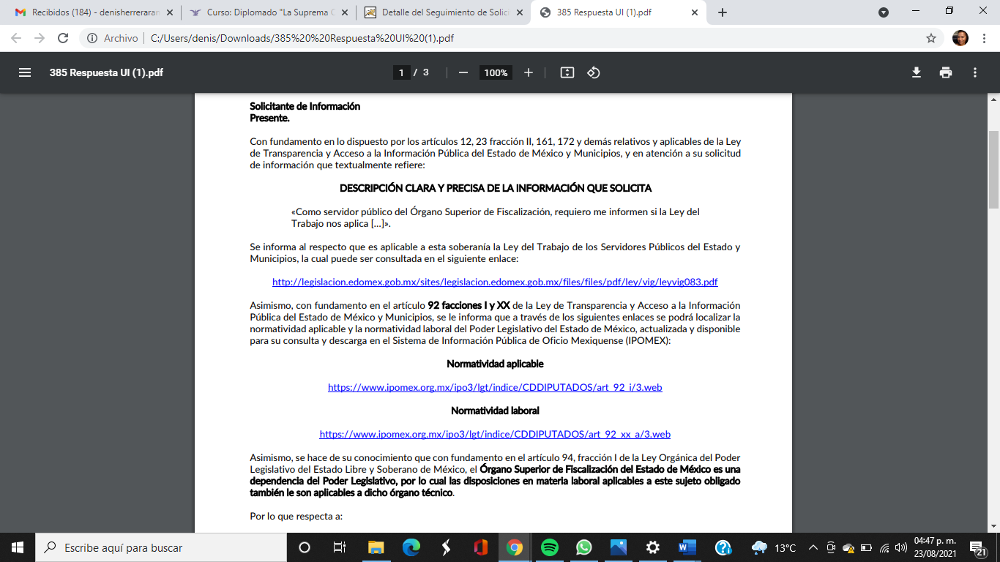 Recibidos (184) - denisherreraran
Curso: Diplomado "La Suprema C
Detalle del Seguimiento de Solici
385 Respuesta UI (1).pdf
Archivo
C:/Users/denis/Downloads/385%20%20Respuesta%20UI%20(1).pdf
385 Respuesta UI (1).pdf
1 / 3
100%
Solicitante de Información
Presente.
Con fundamento en lo dispuesto por los artículos 12, 23 fracción II, 161, 172 y demás relativos y aplicables de la Ley
de Transparencia y Acceso a la Información Pública del Estado de México y Municipios, y en atención a su solicitud
de información que textualmente refiere:
DESCRIPCIÓN CLARA Y PRECISA DE LA INFORMACIÓN QUE SOLICITA
«Como servidor público del Órgano Superior de Fiscalización, requiero me informen si la Ley del
Trabajo nos aplica [...]».
Se informa al respecto que es aplicable a esta soberanía la Ley del Trabajo de los Servidores Públicos del Estado y
Municipios, la cual puede ser consultada en el siguiente enlace:
http://legislacion.edomex.gob.mx/sites/legislacion.edomex.gob.mx/files/files/pdf/ley/vig/leyvig083.pdf
Asimismo, con fundamento en el artículo 92 facciones I y XX de la Ley de Transparencia y Acceso a la Información
Pública del Estado de México y Municipios, se le informa que a través de los siguientes enlaces se podrá localizar la
normatividad aplicable y la normatividad laboral del Poder Legislativo del Estado de México, actualizada y disponible
para su consulta y descarga en el Sistema de Información Pública de Oficio Mexiquense (IPOMEX):
Normatividad aplicable
https://www.ipomex.org.mx/ipo3/lgt/indice/CDDIPUTADOS/art_92_i/3.web
Normatividad laboral
https://www.ipomex.org.mx/ipo3/lgt/indice/CDDIPUTADOS/art_92_xx_a/3.web
Asimismo, se hace de su conocimiento que con fundamento en el artículo 94, fracción I de la Ley Orgánica del Poder
Legislativo del Estado Libre y Soberano de México, el Órgano Superior de Fiscalización del Estado de México es una
dependencia del Poder Legislativo, por lo cual las disposiciones en materia laboral aplicables a este sujeto obligado
también le son aplicables a dicho órgano técnico.
Por lo que respecta a:
Escribe aquí para buscar
13°C
04:47 p. m.
23/08/2021
21